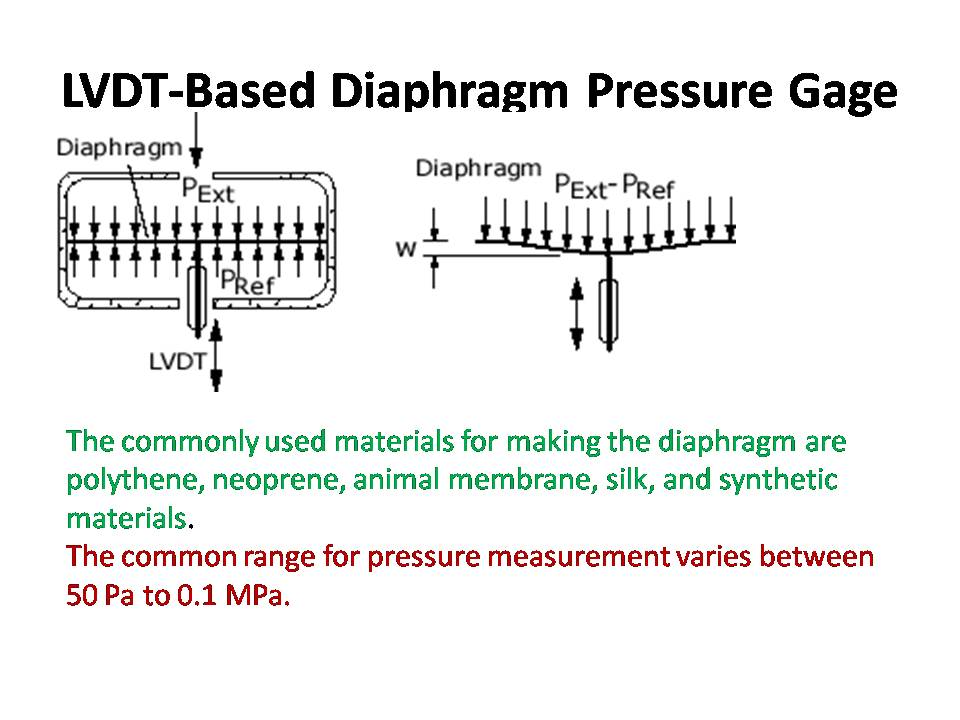 LVDT-Based Diaphragm Pressure Gage
Diaphragm
PExt
PRef
LVDT
Diaphragm
PExt-PRef
w
The commonly used materials for making the diaphragm are
polythene, neoprene, animal membrane, silk, and synthetic
materials.
The common range for pressure measurement varies between
50 Pa to 0.1 MPa.